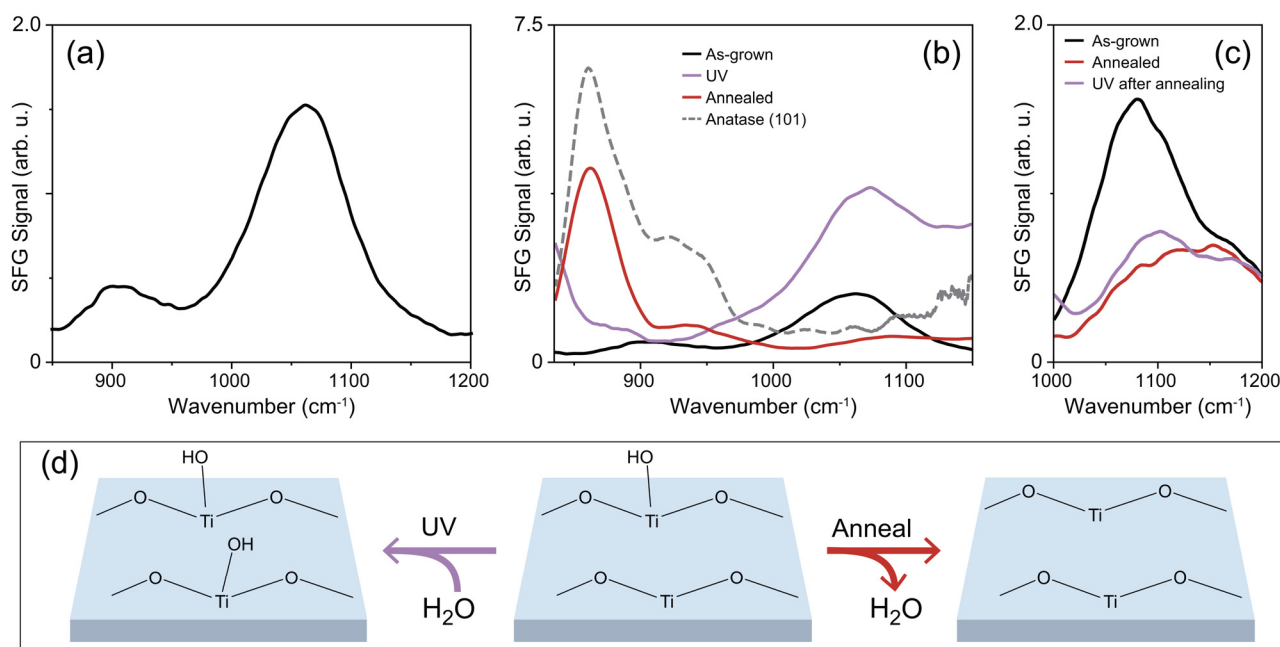 (a)
2.0
0
SFG Signal (arb. u.)
900
1000
1100
1200
Wavenumber (cm⁻¹)
(b)
7.5
0
SFG Signal (arb. u.)
As-grown
UV
Annealed
Anatase (101)
900
1000
1100
Wavenumber (cm⁻¹)
(c)
2.0
0
SFG Signal (arb. u.)
As-grown
Annealed
UV after annealing
1000
1100
1200
Wavenumber (cm⁻¹)
(d)
HO
O
Ti
O
OH
O
Ti
O
UV
H₂O
HO
O
Ti
O
O
Ti
O
Anneal
H₂O
O
Ti
O
O
Ti
O